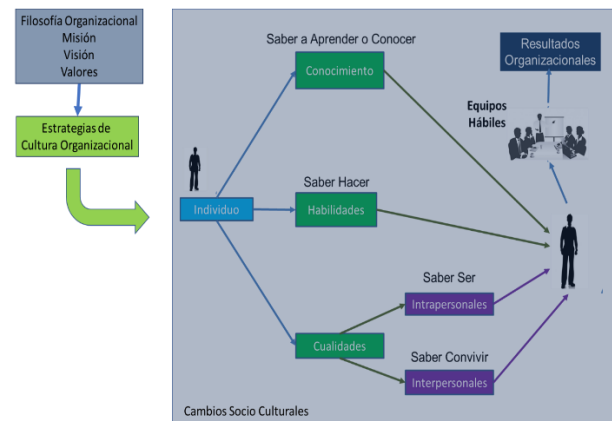 Filosofía Organizacional
Misión
Visión
Valores
Estrategias de
Cultura Organizacional
Saber a Aprender o Conocer
Conocimiento
Resultados
Organizacionales
Equipos
Hábiles
Individuo
Saber Hacer
Habilidades
Saber Ser
Intrapersonales
Cualidades
Saber Convivir
Interpersonales
Cambios Socio Culturales